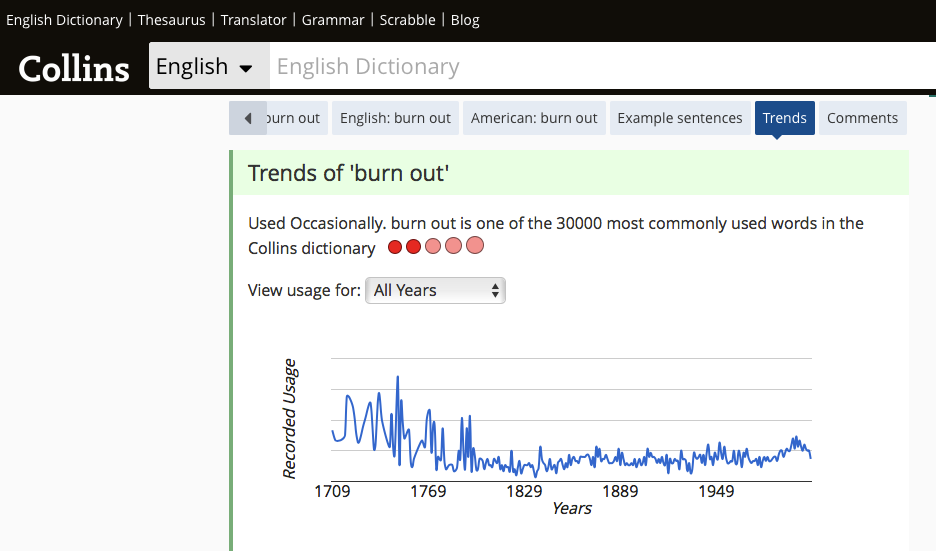 English Dictionary | Thesaurus | Translator | Grammar | Scrabble | Blog
Collins English English Dictionary
burn out English: burn out American: burn out Example sentences Trends Comments
Trends of 'burn out'
Used Occasionally. burn out is one of the 30000 most commonly used words in the
Collins dictionary
View usage for: All Years
Recorded Usage
1709 1769 1829 1889 1949
Years